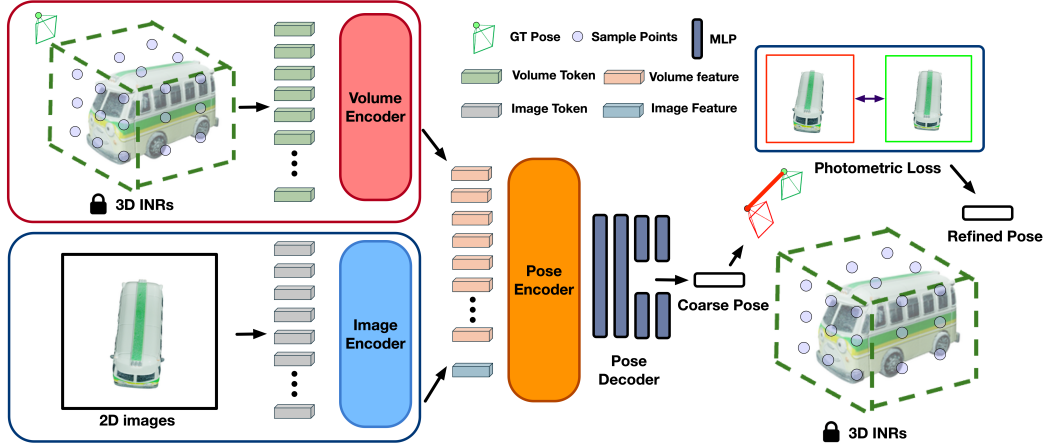 GT Pose
Sample Points
MLP
Volume Token
Volume feature
Image Token
Image Feature
Volume
Encoder
3D INRs
Image
Encoder
2D images
Pose
Encoder
Pose
Decoder
Coarse Pose
Photometric Loss
Refined Pose
3D INRs